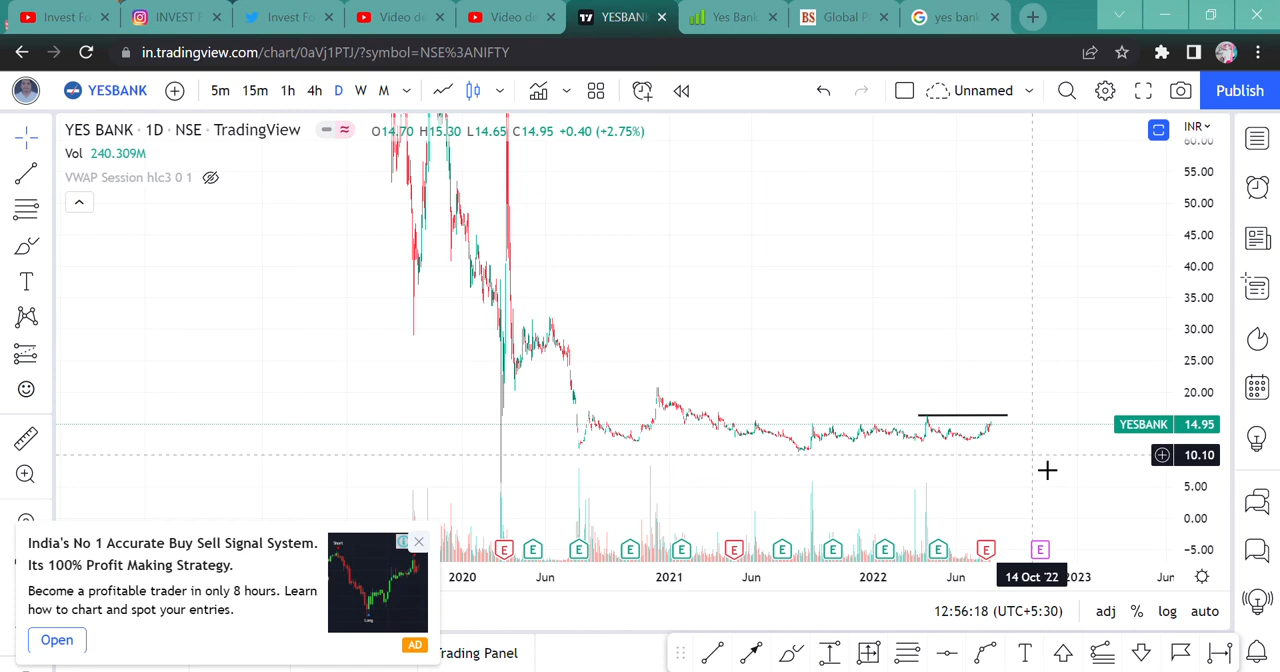 Invest Fo
INVEST F
Invest Fo
Video de
Video de
YESBANK
Yes Bank
BS Global P
yes bank
in.tradingview.com/chart/0aVj1PTJ/?symbol=NSE%3ANIFTY
YESBANK 5m 15m 1h 4h D W M Unnamed Publish
YES BANK · 1D · NSE · TradingView O14.70 H15.30 L14.65 C14.95 +0.40 (+2.75%) INR
Vol 240.309M
VWAP Session hlc3 0 1
60.00
55.00
50.00
45.00
40.00
35.00
30.00
25.00
20.00
YESBANK 14.95
10.10
5.00
0.00
−5.00
E E E E E E E E E E E E
2020 Jun 2021 Jun 2022 Jun 14 Oct '22 2023 Jun
12:56:18 (UTC+5:30) adj % log auto
India's No 1 Accurate Buy Sell Signal System.
Its 100% Profit Making Strategy.
Become a profitable trader in only 8 hours. Learn
how to chart and spot your entries.
Open
Short
Long
AD
rading Panel